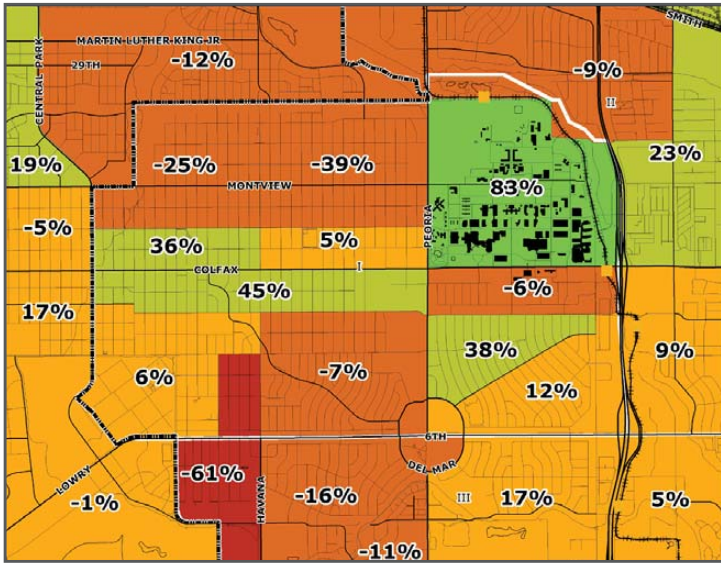 SMITH
MARTIN LUTHER KING JR
CENTRAL PARK
29TH
-12%
-9%
II
19%
-25%
-39%
23%
MONTVIEW
83%
PEORIA
-5%
36%
5%
COLFAX
I
45%
-6%
17%
38%
-7%
9%
6%
12%
6TH
DEL MAR
LOWRY
-61%
HAVANA
-16%
III
17%
5%
-1%
-11%